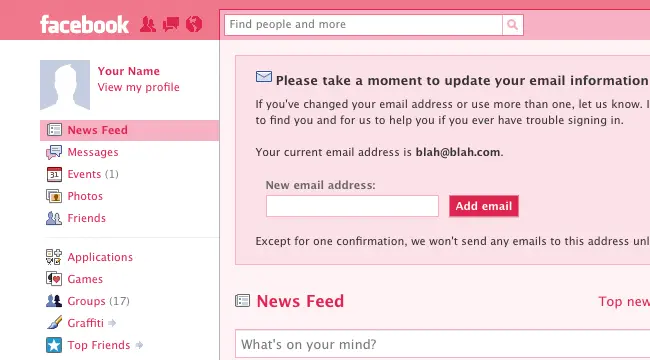 facebook
Find people and more
Your Name
View my profile
News Feed
Messages
31
Events (1)
Photos
Friends
Applications
Games
Groups (17)
Graffiti
Top Friends
Please take a moment to update your email information
If you've changed your email address or use more than one, let us know.
to find you and for us to help you if you ever have trouble signing in.
Your current email address is blah@blah.com.
New email address:
Add email
Except for one confirmation, we won't send any emails to this address
News Feed
Top new
What's on your mind?